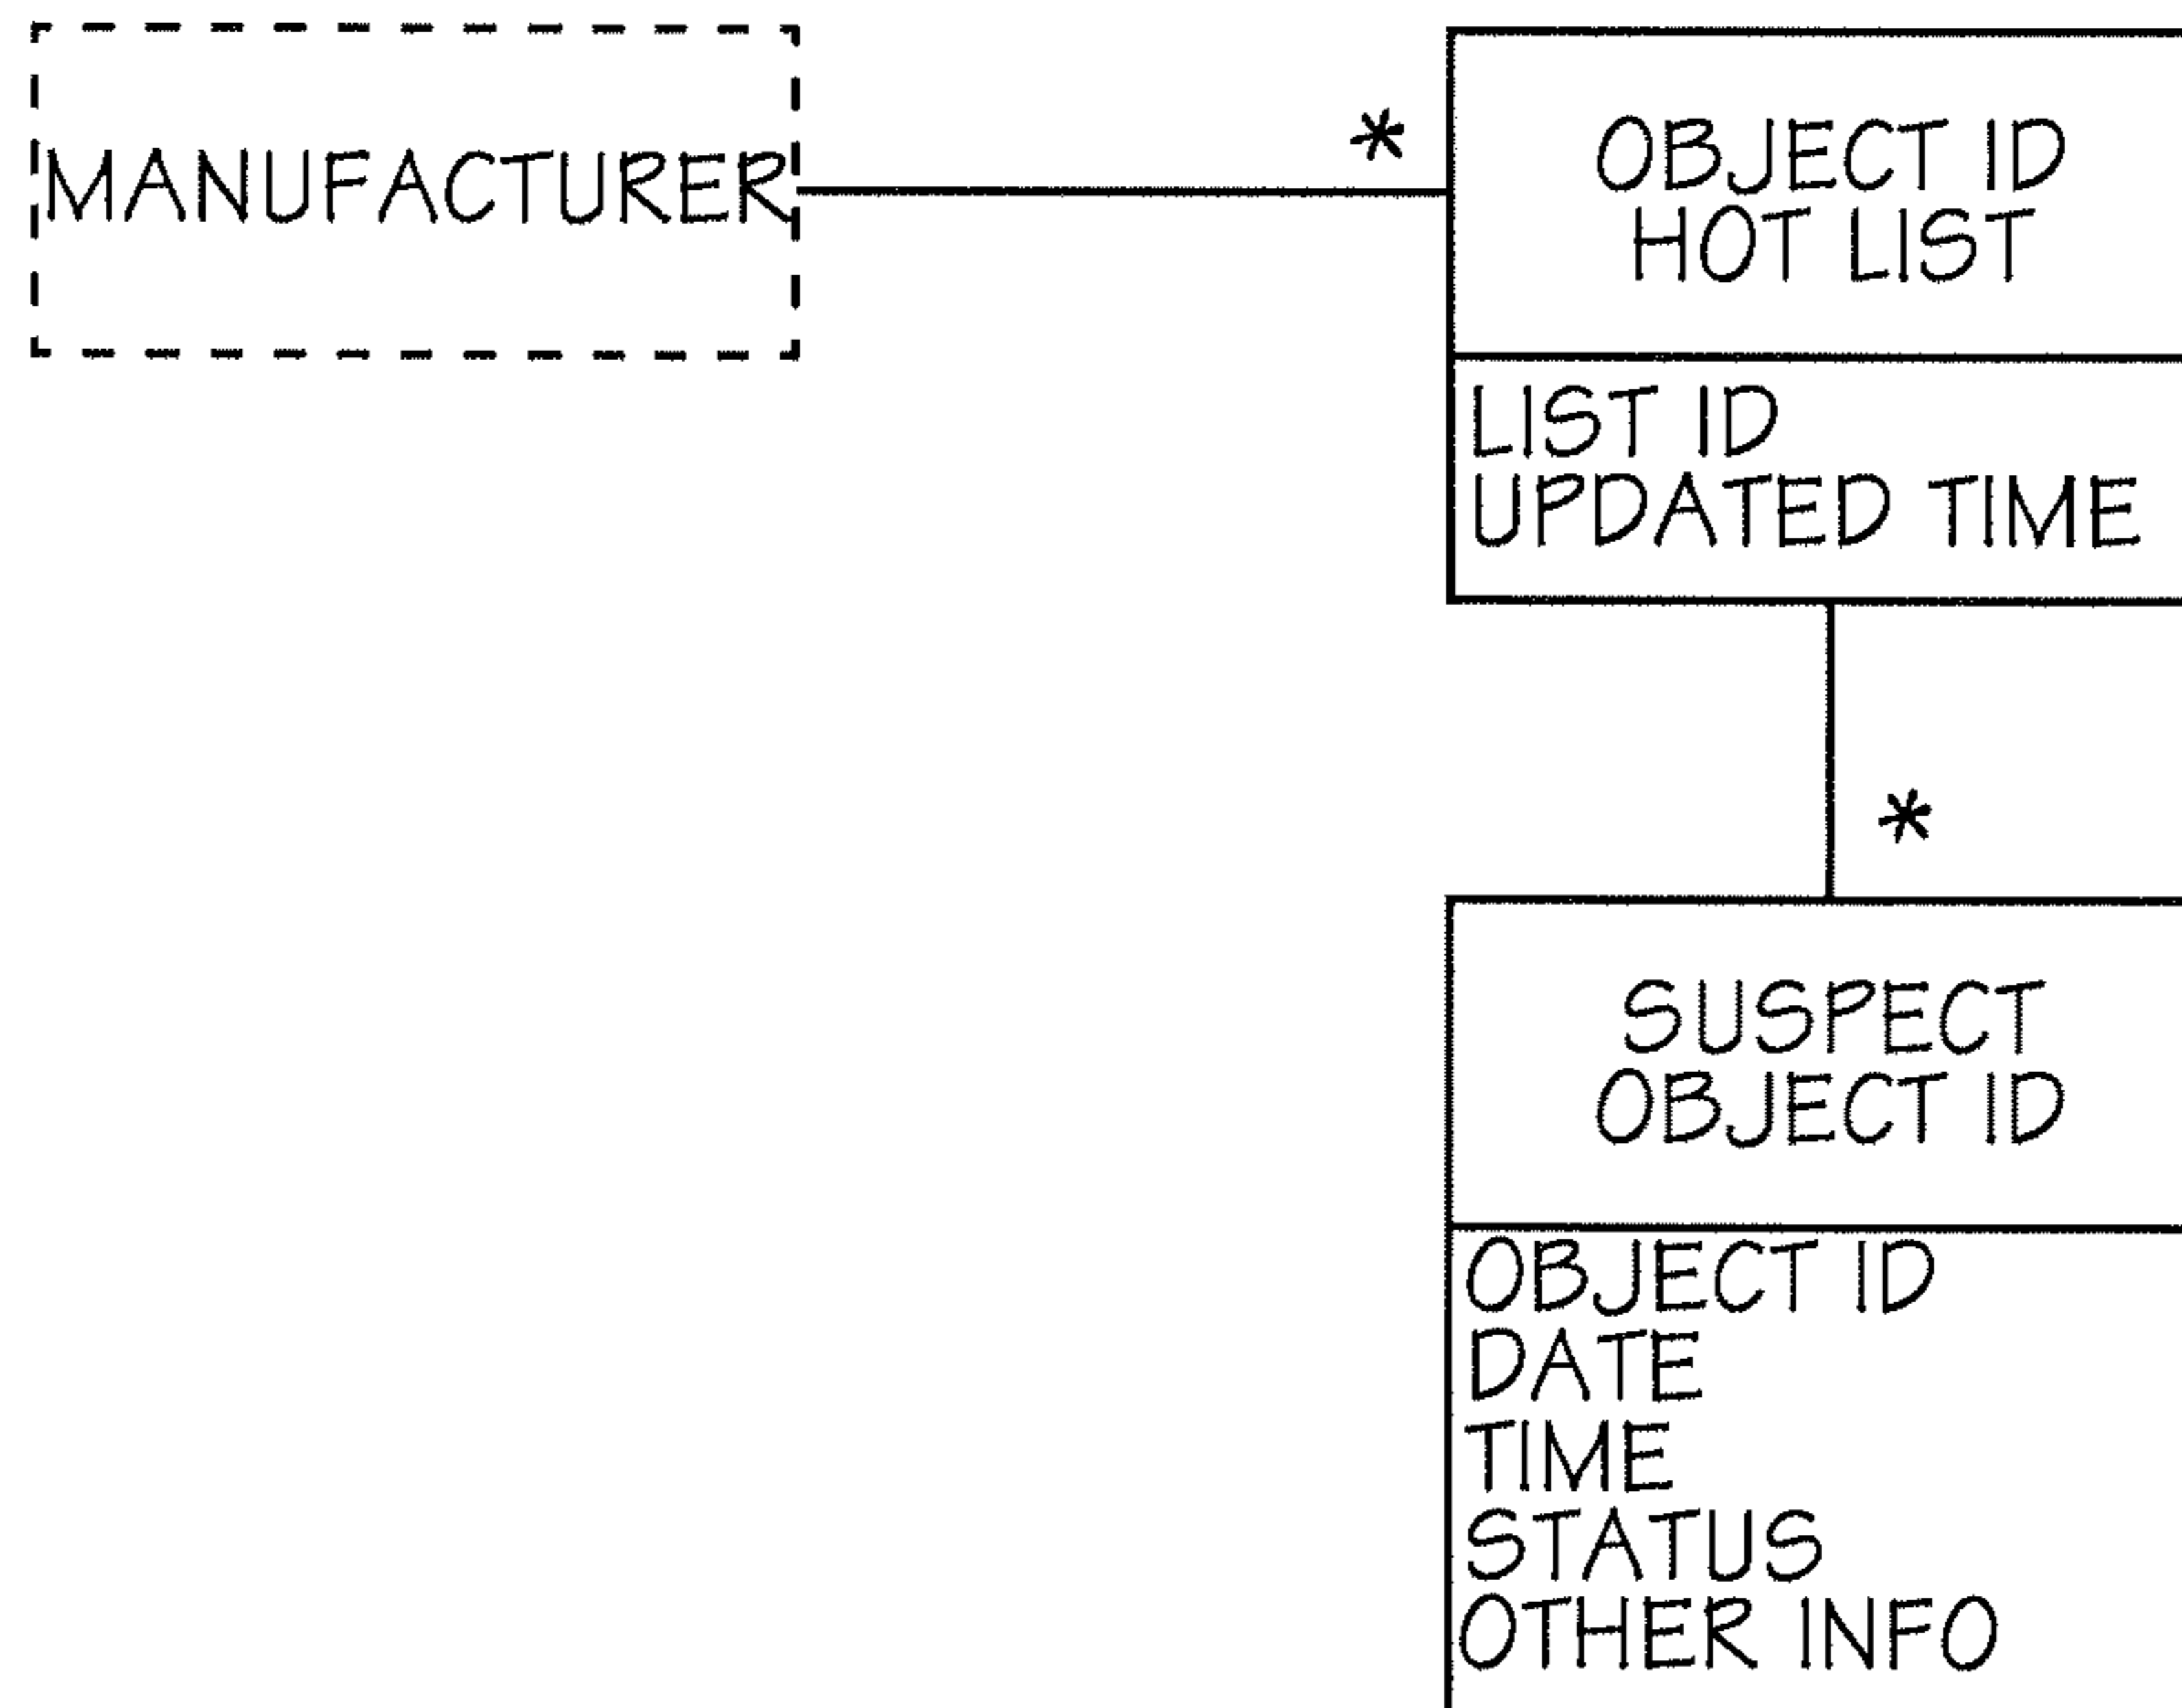 MANUFACTURER
*
OBJECT ID
HOT LIST
LIST ID
UPDATED TIME
*
SUSPECT
OBJECT ID
OBJECT ID
DATE
TIME
STATUS
OTHER INFO